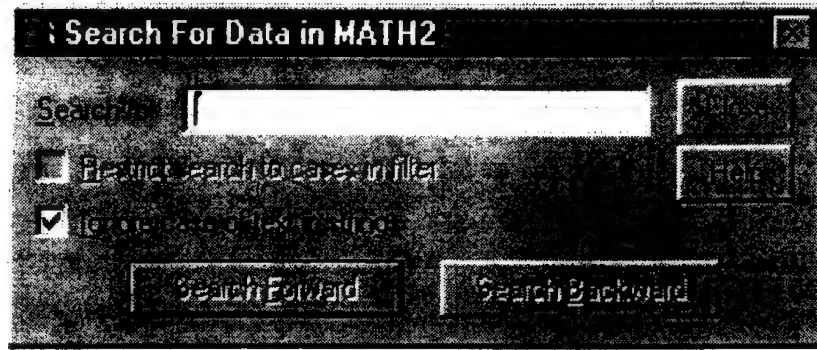 Search For Data in MATH2
Search for
Restrict search to cases in filter
Ignore case of text in strings
Search Forward
Search Backward
Help